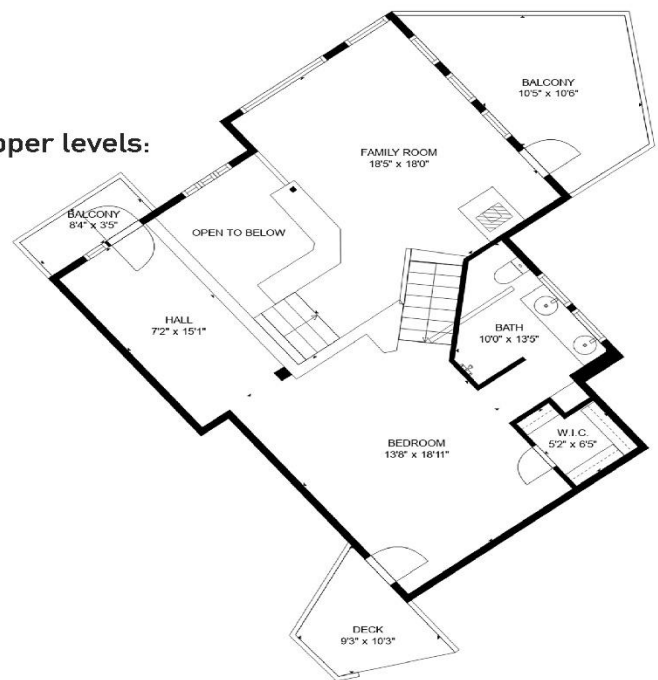 pper levels:
BALCONY
10'5" x 10'6"
FAMILY ROOM
18'5" x 18'0"
BALCONY
8'4" x 3'5"
OPEN TO BELOW
HALL
7'2" x 15'1"
BATH
10'0" x 13'5"
W.I.C.
5'2" x 6'5"
BEDROOM
13'8" x 18'11"
DECK
9'3" x 10'3"